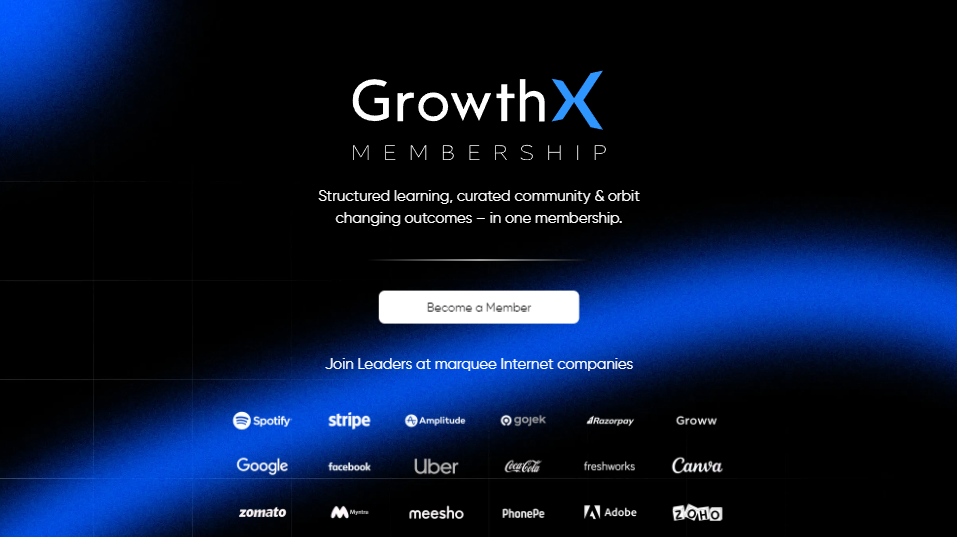 GrowthX
MEMBERSHIP
Structured learning, curated community & orbit
changing outcomes – in one membership.
Become a Member
Join Leaders at marquee Internet companies
Spotify stripe Amplitude gojek Razorpay Groww
Google facebook Uber Coca-Cola freshworks Canva
zomato Myntra meesho PhonePe Adobe ZOHO